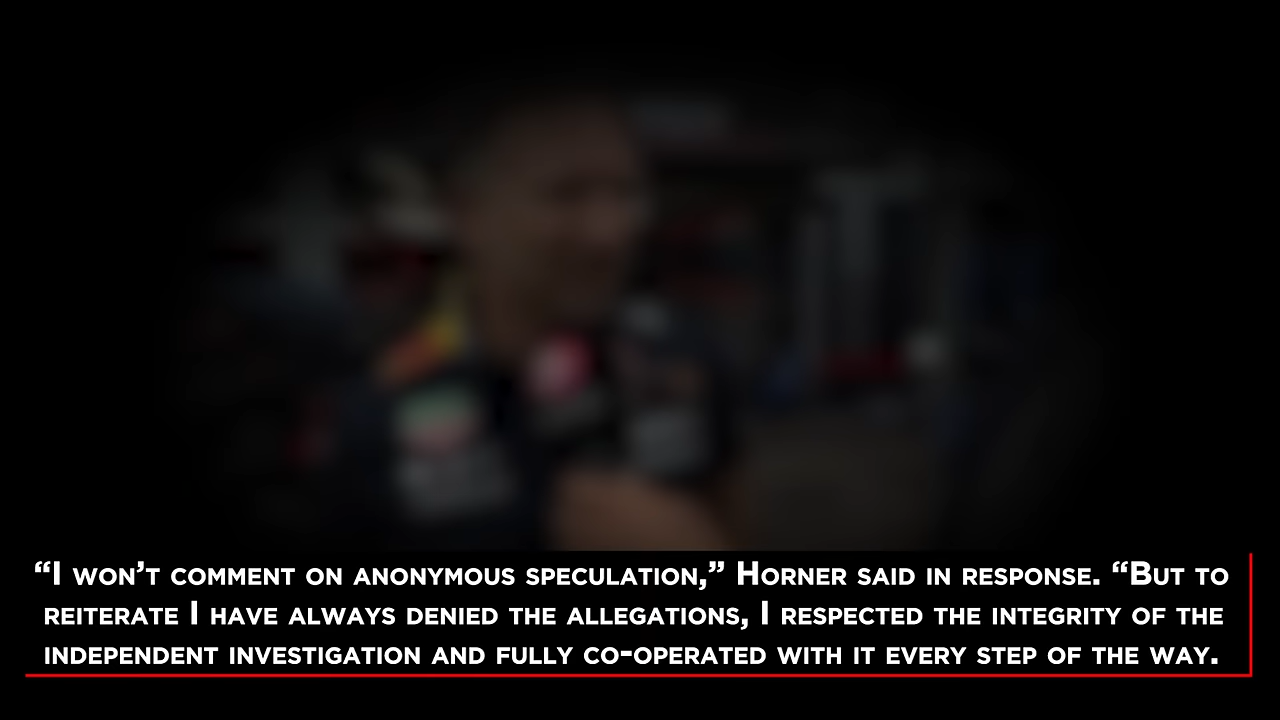 “I won’t comment on anonymous speculation,” Horner said in response. “But to
reiterate I have always denied the allegations, I respected the integrity of the
independent investigation and fully co-operated with it every step of the way.